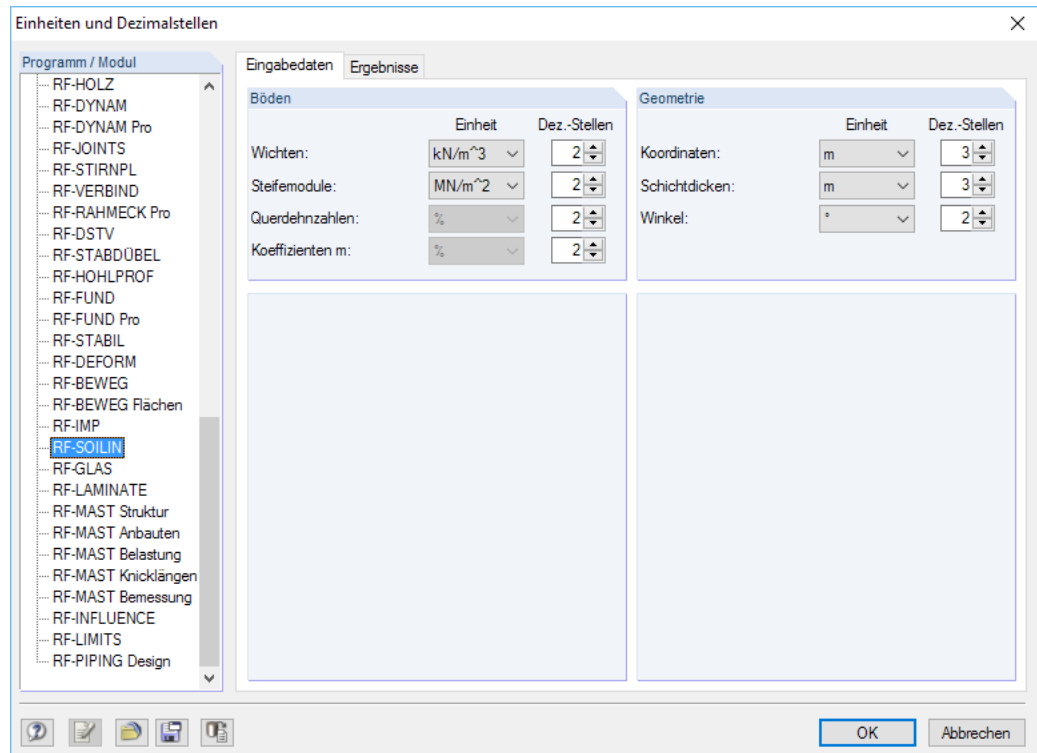 Einheiten und Dezimalstellen
Programm / Modul
RF-HOLZ
RF-DYNAM
RF-DYNAM Pro
RF-JOINTS
RF-STIRNPL
RF-VERBIND
RF-RAHMECK Pro
RF-DSTV
RF-STABDÜBEL
RF-HOHLPROF
RF-FUND
RF-FUND Pro
RF-STABIL
RF-DEFORM
RF-BEWEG
RF-BEWEG Flächen
RF-IMP
RF-SOILIN
RF-GLAS
RF-LAMINATE
RF-MAST Struktur
RF-MAST Anbauten
RF-MAST Belastung
RF-MAST Knicklängen
RF-MAST Bemessung
RF-INFLUENCE
RF-LIMITS
RF-PIPING Design
Eingabedaten Ergebnisse
Böden
Einheit Dez.-Stellen
Wichten: kN/m^3 2
Steifemodule: MN/m^2 2
Querdehnzahlen: % 2
Koeffizienten m: % 2
Geometrie
Einheit Dez.-Stellen
Koordinaten: m 3
Schichtdicken: m 3
Winkel: ° 2
OK Abbrechen